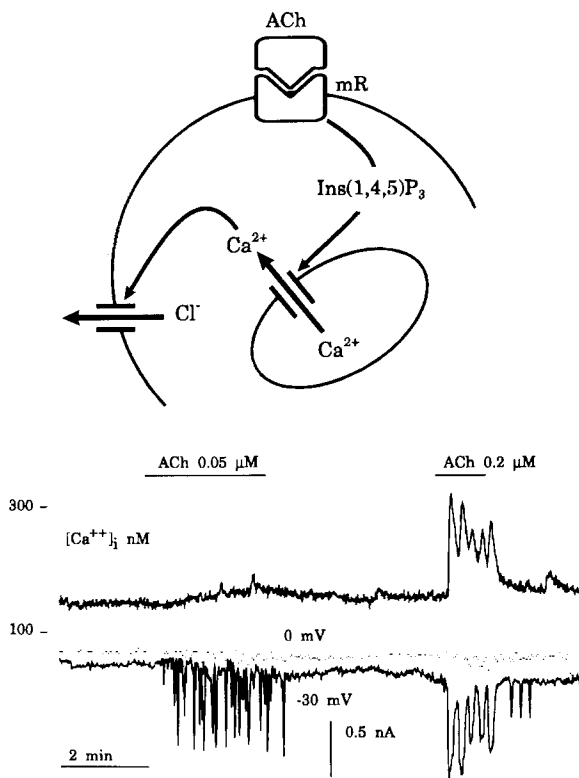 ACh
mR
Ins(1,4,5)P₃
Ca²⁺
Cl⁻
Ca²⁺
ACh 0.05 μM
ACh 0.2 μM
300
[Ca⁺⁺]i nM
100
0 mV
-30 mV
0.5 nA
2 min